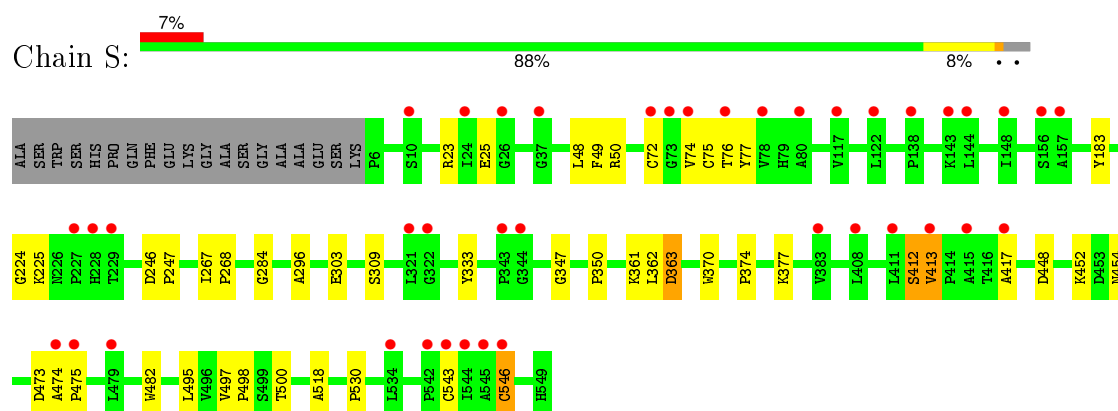 7%
Chain S:
88%
8%
ALA SER TRP SER HIS PRO GLN PHE GLU LYS GLY ALA SER GLY ALA ALA GLU SER LYS P6 S10 R23 I24 E25 G26 G37 L48 F49 R50 C72 G73 V74 C75 T76 Y77 V78 H79 A80 V117 L122 P138 K143 L144 I148 S156 A157 Y183
G224 K225 N226 P227 H228 T229 D246 P247 I267 P268 G284 A296 E303 S309 L321 G322 Y333 P343 G344 G347 P350 K361 L362 D363 W370 P374 K377 V383 L408 L411 S412 V413 P414 A415 T416 A417 D448 K452 D453 N454
D473 A474 P475 L479 W482 L495 V496 V497 P498 S499 T500 A518 P530 L534 P542 C543 I544 A545 C546 H549